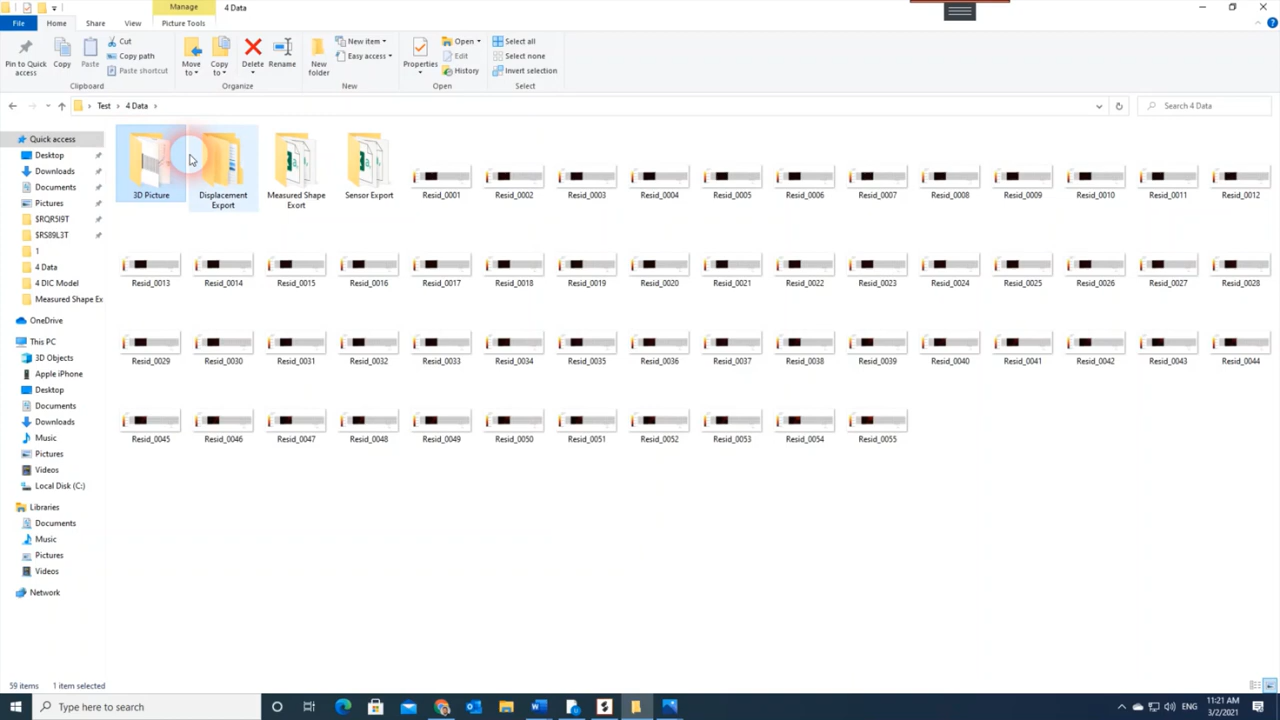 Manage
4 Data
File
Home
Share
View
Picture Tools
Pin to Quick access
Copy
Paste
Cut
Copy path
Paste shortcut
Clipboard
Move to
Copy to
Delete
Rename
Organize
New folder
New item
Easy access
New
Properties
Open
Edit
History
Open
Select all
Select none
Invert selection
Select
Test
4 Data
Search 4 Data
Quick access
Desktop
Downloads
Documents
Pictures
$RQR5I9T
$RS89L3T
1
4 Data
4 DIC Model
Measured Shape Ex
OneDrive
This PC
3D Objects
Apple iPhone
Desktop
Documents
Downloads
Music
Pictures
Videos
Local Disk (C:)
Libraries
Documents
Music
Pictures
Videos
Network
3D Picture
Displacement Export
Measured Shape Exort
Sensor Export
Resid_0001
Resid_0002
Resid_0003
Resid_0004
Resid_0005
Resid_0006
Resid_0007
Resid_0008
Resid_0009
Resid_0010
Resid_0011
Resid_0012
Resid_0013
Resid_0014
Resid_0015
Resid_0016
Resid_0017
Resid_0018
Resid_0019
Resid_0020
Resid_0021
Resid_0022
Resid_0023
Resid_0024
Resid_0025
Resid_0026
Resid_0027
Resid_0028
Resid_0029
Resid_0030
Resid_0031
Resid_0032
Resid_0033
Resid_0034
Resid_0035
Resid_0036
Resid_0037
Resid_0038
Resid_0039
Resid_0040
Resid_0041
Resid_0042
Resid_0043
Resid_0044
Resid_0045
Resid_0046
Resid_0047
Resid_0048
Resid_0049
Resid_0050
Resid_0051
Resid_0052
Resid_0053
Resid_0054
Resid_0055
59 items
1 item selected
Type here to search
ENG
11:21 AM
3/2/2021